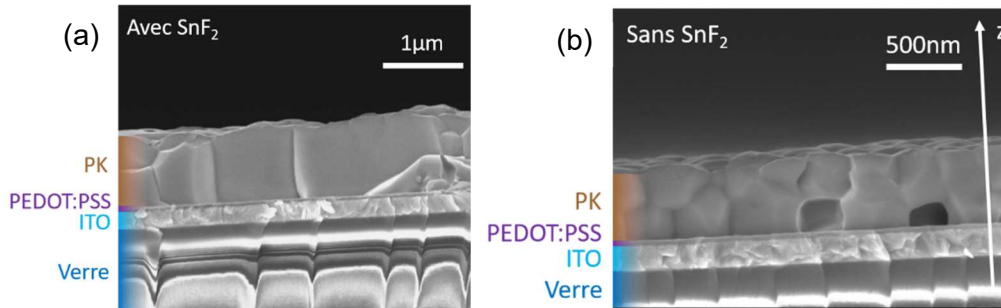 (a)
Avec SnF₂
1μm
PK
PEDOT:PSS
ITO
Verre
(b)
Sans SnF₂
500nm
z
PK
PEDOT:PSS
ITO
Verre